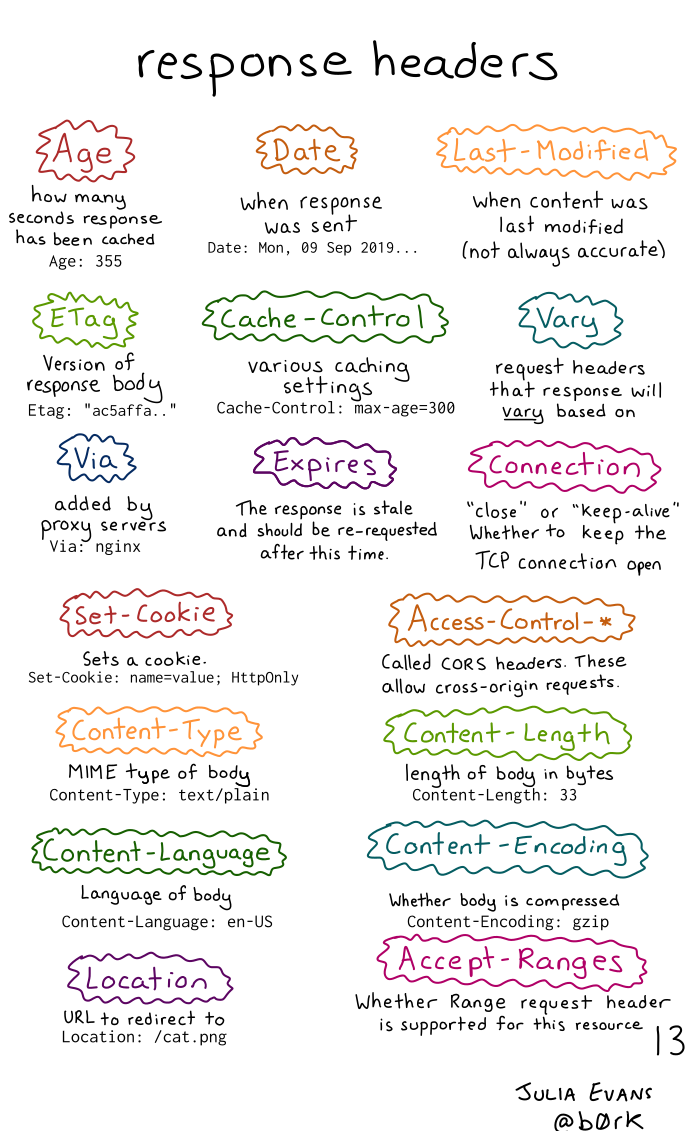 response headers
Age
how many
seconds response
has been cached
Age: 355
Date
when response
was sent
Date: Mon, 09 Sep 2019...
Last-Modified
when content was
last modified
(not always accurate)
ETag
Version of
response body
Etag: "ac5affa.."
Cache-Control
various caching
settings
Cache-Control: max-age=300
Vary
request headers
that response will
vary based on
Via
added by
proxy servers
Via: nginx
Expires
The response is stale
and should be re-requested
after this time.
Connection
"close" or "keep-alive"
Whether to keep the
TCP connection open
Set-Cookie
Sets a cookie.
Set-Cookie: name=value; HttpOnly
Access-Control-*
Called CORS headers. These
allow cross-origin requests.
Content-Type
MIME type of body
Content-Type: text/plain
Content-Length
length of body in bytes
Content-Length: 33
Content-Language
Language of body
Content-Language: en-US
Content-Encoding
Whether body is compressed
Content-Encoding: gzip
Location
URL to redirect to
Location: /cat.png
Accept-Ranges
Whether Range request header
is supported for this resource
13
JULIA EVANS
@b0rk